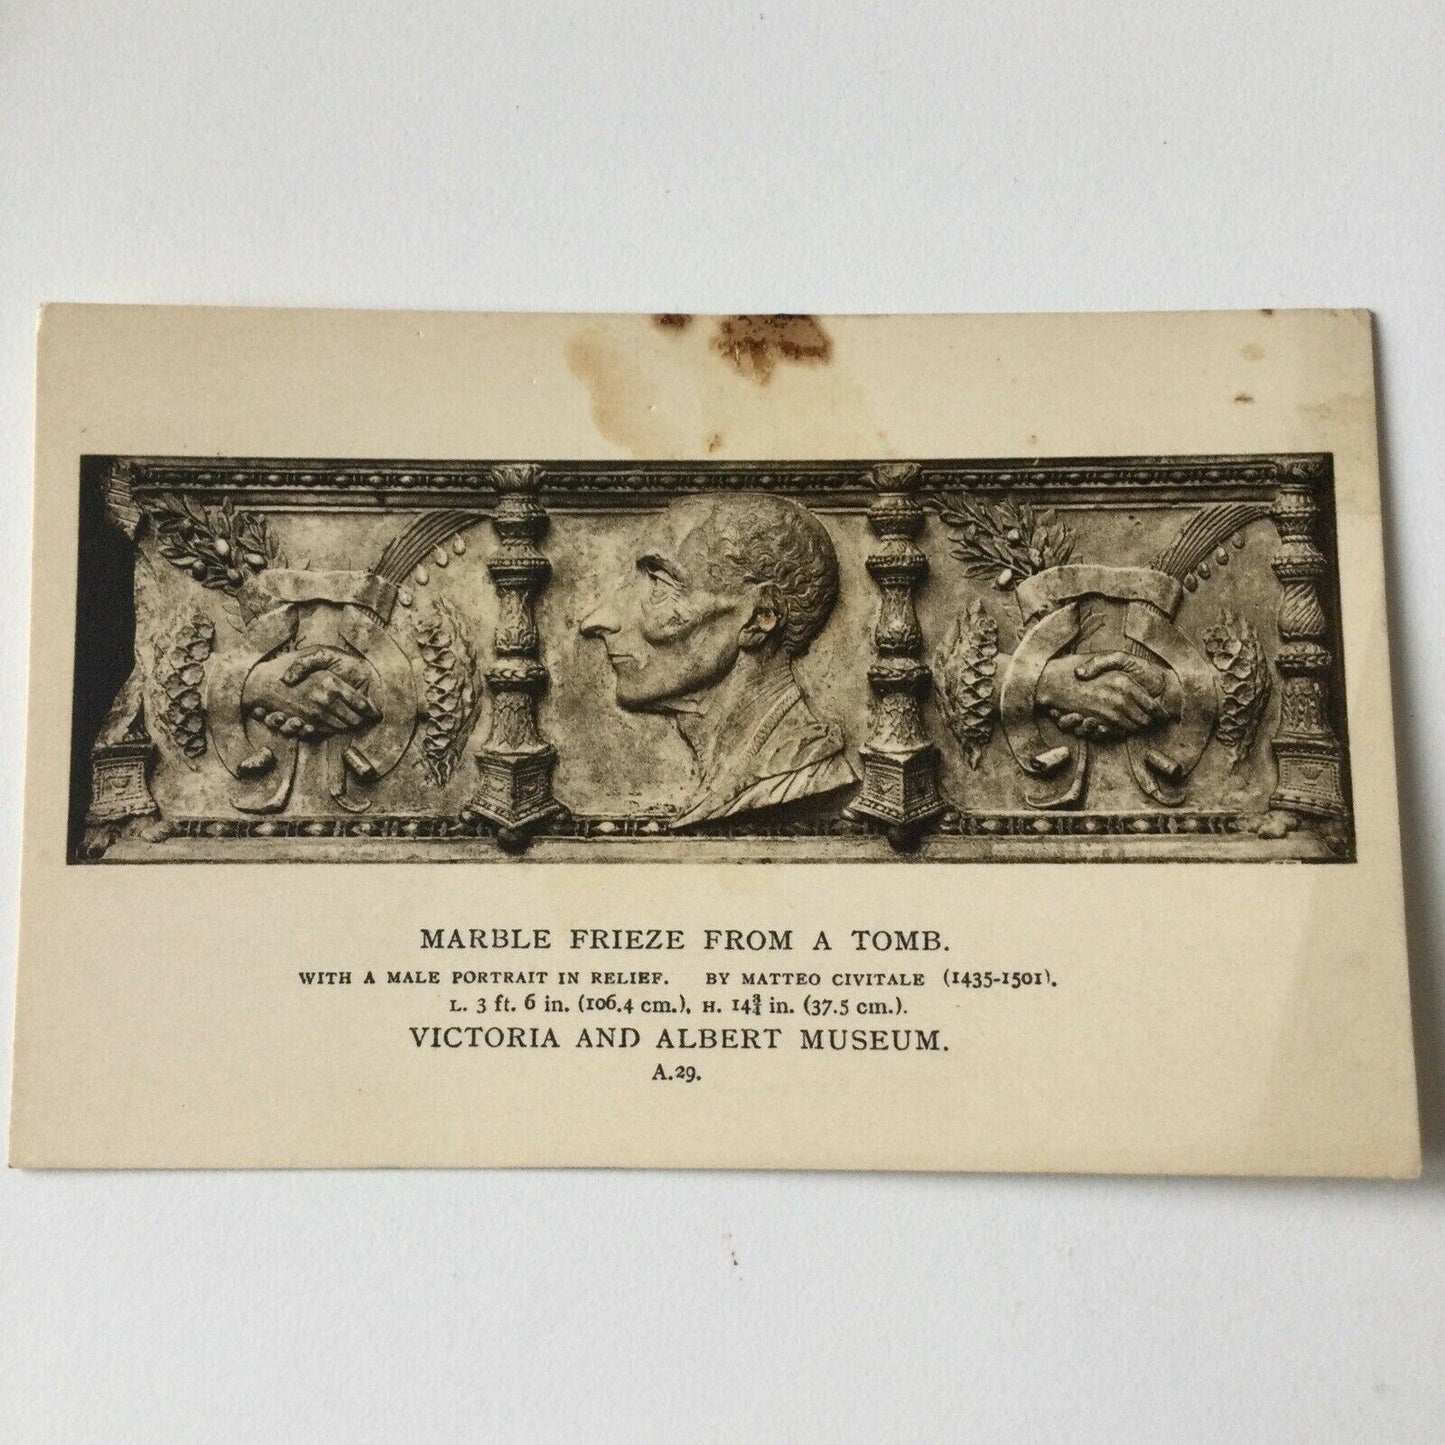 MARBLE FRIEZE FROM A TOMB.
WITH A MALE PORTRAIT IN RELIEF. BY MATTEO CIVITALE (1435-1501).
L. 3 ft. 6 in. (106.4 cm.), H. 14¾ in. (37.5 cm.).
VICTORIA AND ALBERT MUSEUM.
A.29.